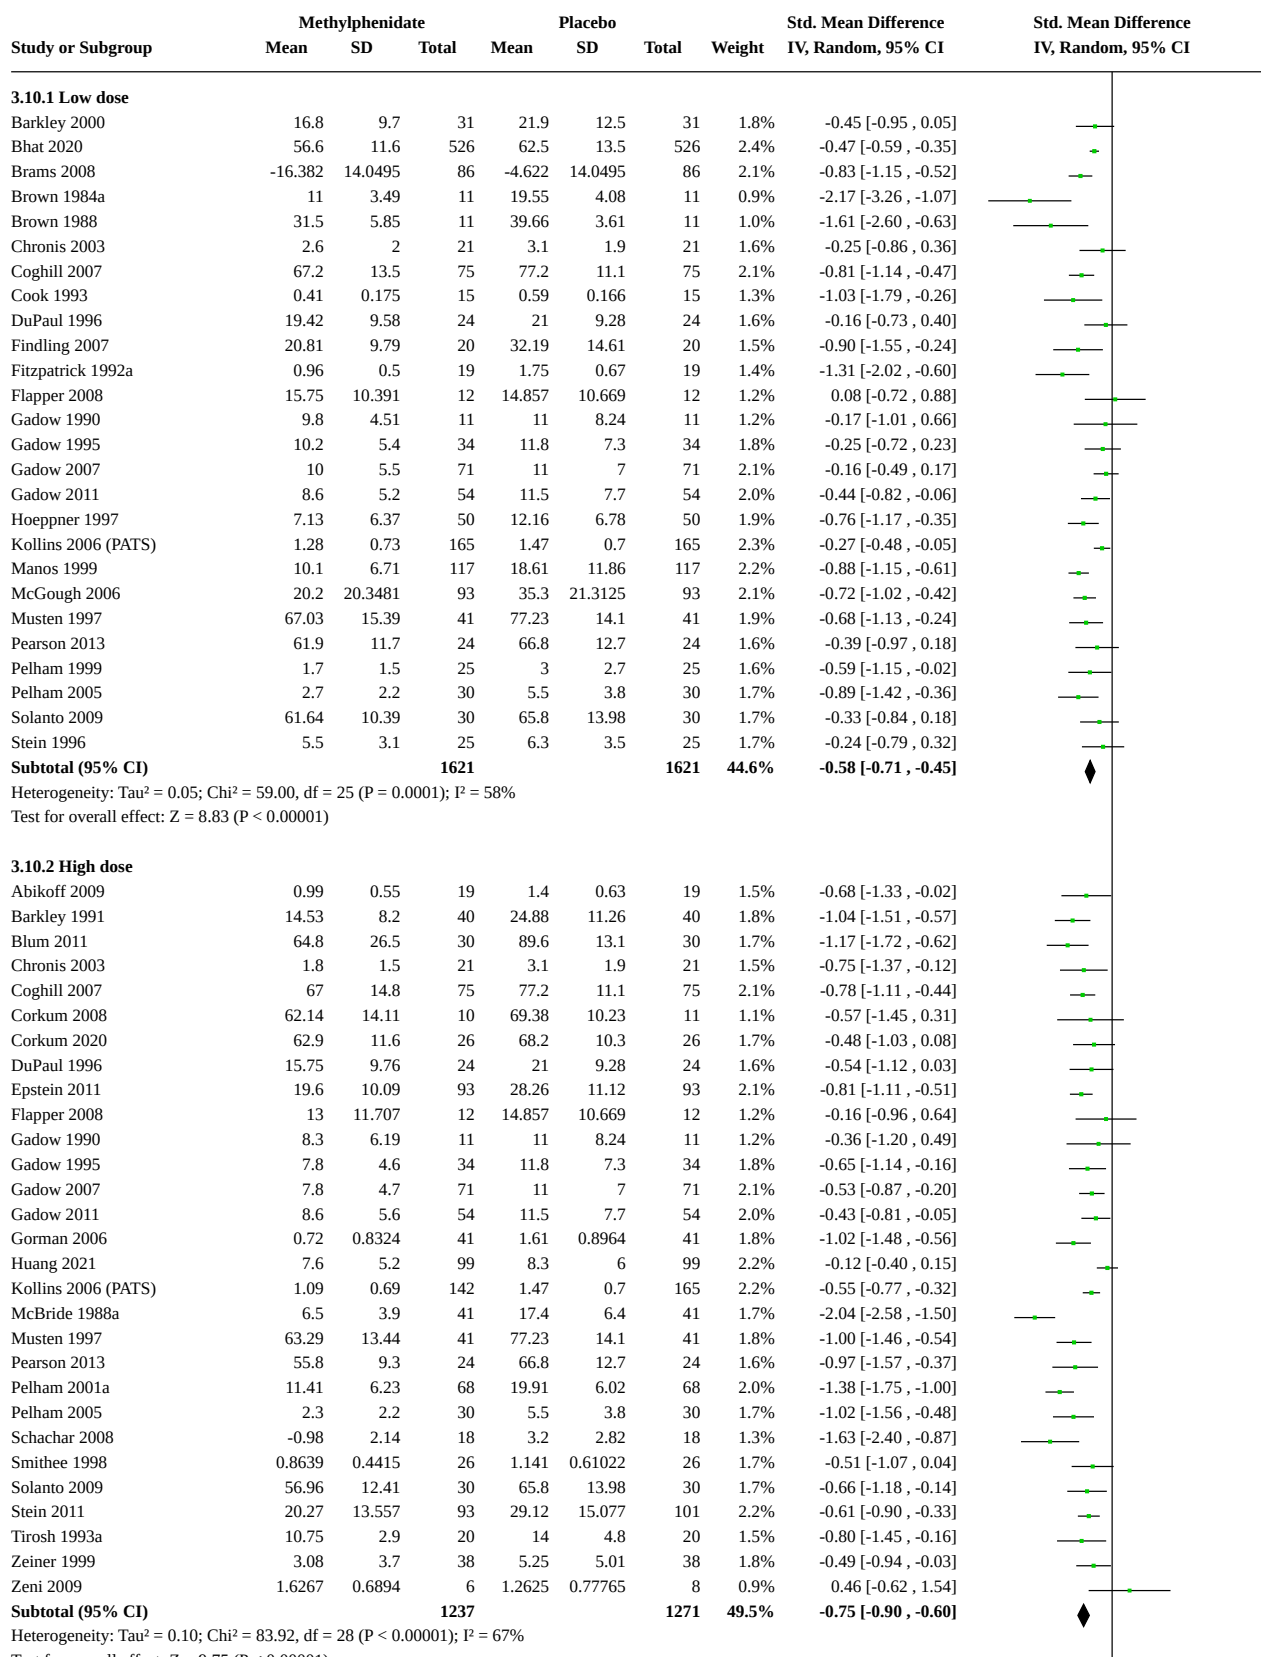 Methylphenidate Placebo Std. Mean Difference Std. Mean Difference
Study or Subgroup Mean SD Total Mean SD Total Weight IV, Random, 95% CI IV, Random, 95% CI
3.10.1 Low dose
Barkley 2000 16.8 9.7 31 21.9 12.5 31 1.8% -0.45 [-0.95 , 0.05]
Bhat 2020 56.6 11.6 526 62.5 13.5 526 2.4% -0.47 [-0.59 , -0.35]
Brams 2008 -16.382 14.0495 86 -4.622 14.0495 86 2.1% -0.83 [-1.15 , -0.52]
Brown 1984a 11 3.49 11 19.55 4.08 11 0.9% -2.17 [-3.26 , -1.07]
Brown 1988 31.5 5.85 11 39.66 3.61 11 1.0% -1.61 [-2.60 , -0.63]
Chronis 2003 2.6 2 21 3.1 1.9 21 1.6% -0.25 [-0.86 , 0.36]
Coghill 2007 67.2 13.5 75 77.2 11.1 75 2.1% -0.81 [-1.14 , -0.47]
Cook 1993 0.41 0.175 15 0.59 0.166 15 1.3% -1.03 [-1.79 , -0.26]
DuPaul 1996 19.42 9.58 24 21 9.28 24 1.6% -0.16 [-0.73 , 0.40]
Findling 2007 20.81 9.79 20 32.19 14.61 20 1.5% -0.90 [-1.55 , -0.24]
Fitzpatrick 1992a 0.96 0.5 19 1.75 0.67 19 1.4% -1.31 [-2.02 , -0.60]
Flapper 2008 15.75 10.391 12 14.857 10.669 12 1.2% 0.08 [-0.72 , 0.88]
Gadow 1990 9.8 4.51 11 11 8.24 11 1.2% -0.17 [-1.01 , 0.66]
Gadow 1995 10.2 5.4 34 11.8 7.3 34 1.8% -0.25 [-0.72 , 0.23]
Gadow 2007 10 5.5 71 11 7 71 2.1% -0.16 [-0.49 , 0.17]
Gadow 2011 8.6 5.2 54 11.5 7.7 54 2.0% -0.44 [-0.82 , -0.06]
Hoeppner 1997 7.13 6.37 50 12.16 6.78 50 1.9% -0.76 [-1.17 , -0.35]
Kollins 2006 (PATS) 1.28 0.73 165 1.47 0.7 165 2.3% -0.27 [-0.48 , -0.05]
Manos 1999 10.1 6.71 117 18.61 11.86 117 2.2% -0.88 [-1.15 , -0.61]
McGough 2006 20.2 20.3481 93 35.3 21.3125 93 2.1% -0.72 [-1.02 , -0.42]
Musten 1997 67.03 15.39 41 77.23 14.1 41 1.9% -0.68 [-1.13 , -0.24]
Pearson 2013 61.9 11.7 24 66.8 12.7 24 1.6% -0.39 [-0.97 , 0.18]
Pelham 1999 1.7 1.5 25 3 2.7 25 1.6% -0.59 [-1.15 , -0.02]
Pelham 2005 2.7 2.2 30 5.5 3.8 30 1.7% -0.89 [-1.42 , -0.36]
Solanto 2009 61.64 10.39 30 65.8 13.98 30 1.7% -0.33 [-0.84 , 0.18]
Stein 1996 5.5 3.1 25 6.3 3.5 25 1.7% -0.24 [-0.79 , 0.32]
Subtotal (95% CI) 1621 1621 44.6% -0.58 [-0.71 , -0.45]
Heterogeneity: Tau² = 0.05; Chi² = 59.00, df = 25 (P = 0.0001); I² = 58%
Test for overall effect: Z = 8.83 (P < 0.00001)
3.10.2 High dose
Abikoff 2009 0.99 0.55 19 1.4 0.63 19 1.5% -0.68 [-1.33 , -0.02]
Barkley 1991 14.53 8.2 40 24.88 11.26 40 1.8% -1.04 [-1.51 , -0.57]
Blum 2011 64.8 26.5 30 89.6 13.1 30 1.7% -1.17 [-1.72 , -0.62]
Chronis 2003 1.8 1.5 21 3.1 1.9 21 1.5% -0.75 [-1.37 , -0.12]
Coghill 2007 67 14.8 75 77.2 11.1 75 2.1% -0.78 [-1.11 , -0.44]
Corkum 2008 62.14 14.11 10 69.38 10.23 11 1.1% -0.57 [-1.45 , 0.31]
Corkum 2020 62.9 11.6 26 68.2 10.3 26 1.7% -0.48 [-1.03 , 0.08]
DuPaul 1996 15.75 9.76 24 21 9.28 24 1.6% -0.54 [-1.12 , 0.03]
Epstein 2011 19.6 10.09 93 28.26 11.12 93 2.1% -0.81 [-1.11 , -0.51]
Flapper 2008 13 11.707 12 14.857 10.669 12 1.2% -0.16 [-0.96 , 0.64]
Gadow 1990 8.3 6.19 11 11 8.24 11 1.2% -0.36 [-1.20 , 0.49]
Gadow 1995 7.8 4.6 34 11.8 7.3 34 1.8% -0.65 [-1.14 , -0.16]
Gadow 2007 7.8 4.7 71 11 7 71 2.1% -0.53 [-0.87 , -0.20]
Gadow 2011 8.6 5.6 54 11.5 7.7 54 2.0% -0.43 [-0.81 , -0.05]
Gorman 2006 0.72 0.8324 41 1.61 0.8964 41 1.8% -1.02 [-1.48 , -0.56]
Huang 2021 7.6 5.2 99 8.3 6 99 2.2% -0.12 [-0.40 , 0.15]
Kollins 2006 (PATS) 1.09 0.69 142 1.47 0.7 165 2.2% -0.55 [-0.77 , -0.32]
McBride 1988a 6.5 3.9 41 17.4 6.4 41 1.7% -2.04 [-2.58 , -1.50]
Musten 1997 63.29 13.44 41 77.23 14.1 41 1.8% -1.00 [-1.46 , -0.54]
Pearson 2013 55.8 9.3 24 66.8 12.7 24 1.6% -0.97 [-1.57 , -0.37]
Pelham 2001a 11.41 6.23 68 19.91 6.02 68 2.0% -1.38 [-1.75 , -1.00]
Pelham 2005 2.3 2.2 30 5.5 3.8 30 1.7% -1.02 [-1.56 , -0.48]
Schachar 2008 -0.98 2.14 18 3.2 2.82 18 1.3% -1.63 [-2.40 , -0.87]
Smithee 1998 0.8639 0.4415 26 1.141 0.61022 26 1.7% -0.51 [-1.07 , 0.04]
Solanto 2009 56.96 12.41 30 65.8 13.98 30 1.7% -0.66 [-1.18 , -0.14]
Stein 2011 20.27 13.557 93 29.12 15.077 101 2.2% -0.61 [-0.90 , -0.33]
Tirosh 1993a 10.75 2.9 20 14 4.8 20 1.5% -0.80 [-1.45 , -0.16]
Zeiner 1999 3.08 3.7 38 5.25 5.01 38 1.8% -0.49 [-0.94 , -0.03]
Zeni 2009 1.6267 0.6894 6 1.2625 0.77765 8 0.9% 0.46 [-0.62 , 1.54]
Subtotal (95% CI) 1237 1271 49.5% -0.75 [-0.90 , -0.60]
Heterogeneity: Tau² = 0.10; Chi² = 83.92, df = 28 (P < 0.00001); I² = 67%